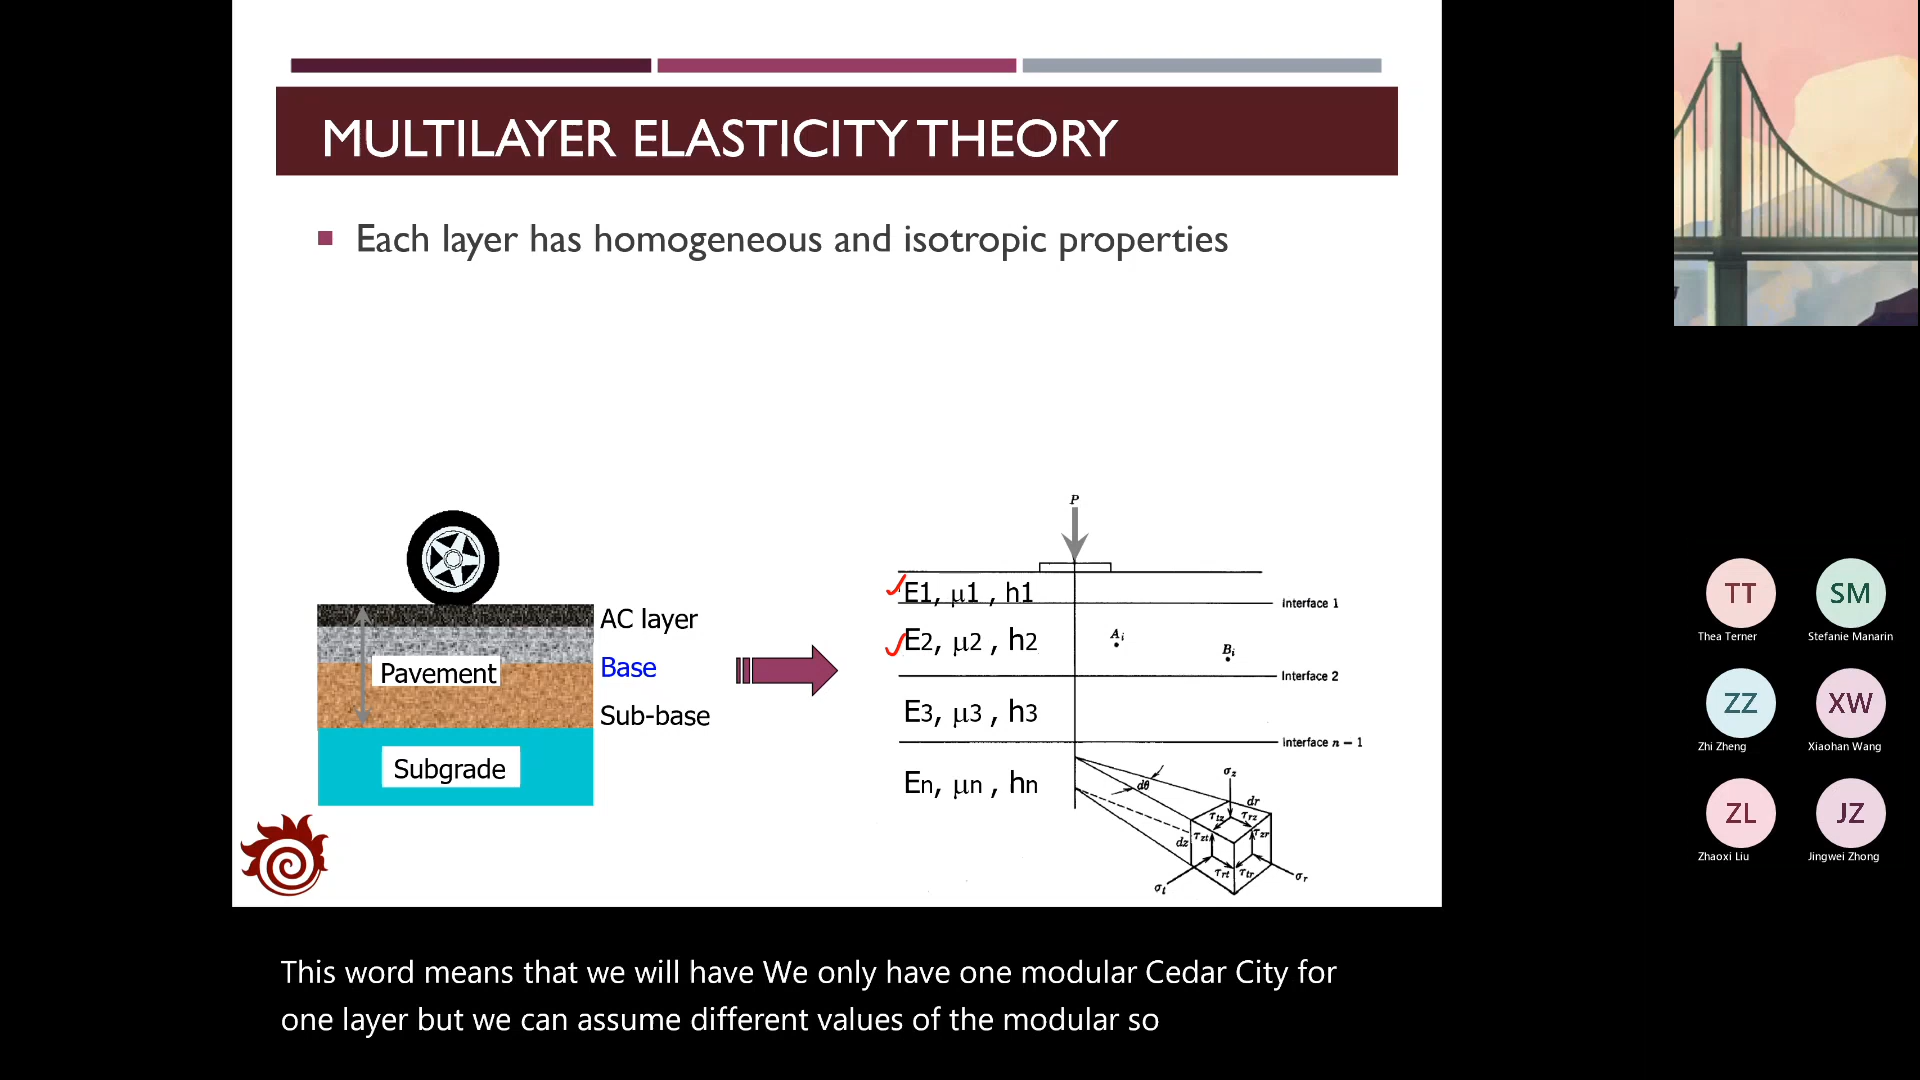 MULTILAYER ELASTICITY THEORY
Each layer has homogeneous and isotropic properties
AC layer
Base
Sub-base
Pavement
Subgrade
P
E1, μ1 , h1
Interface 1
E2, μ2 , h2
Ai
Bi
Interface 2
E3, μ3 , h3
Interface n − 1
En, μn , hn
dθ
σz
dr
τtz
τrz
τzt
τzr
dz
τrt
τtr
σt
σr
This word means that we will have We only have one modular Cedar City for
one layer but we can assume different values of the modular so
TT
SM
Thea Terner
Stefanie Manarin
ZZ
XW
Zhi Zheng
Xiaohan Wang
ZL
JZ
Zhaoxi Liu
Jingwei Zhong